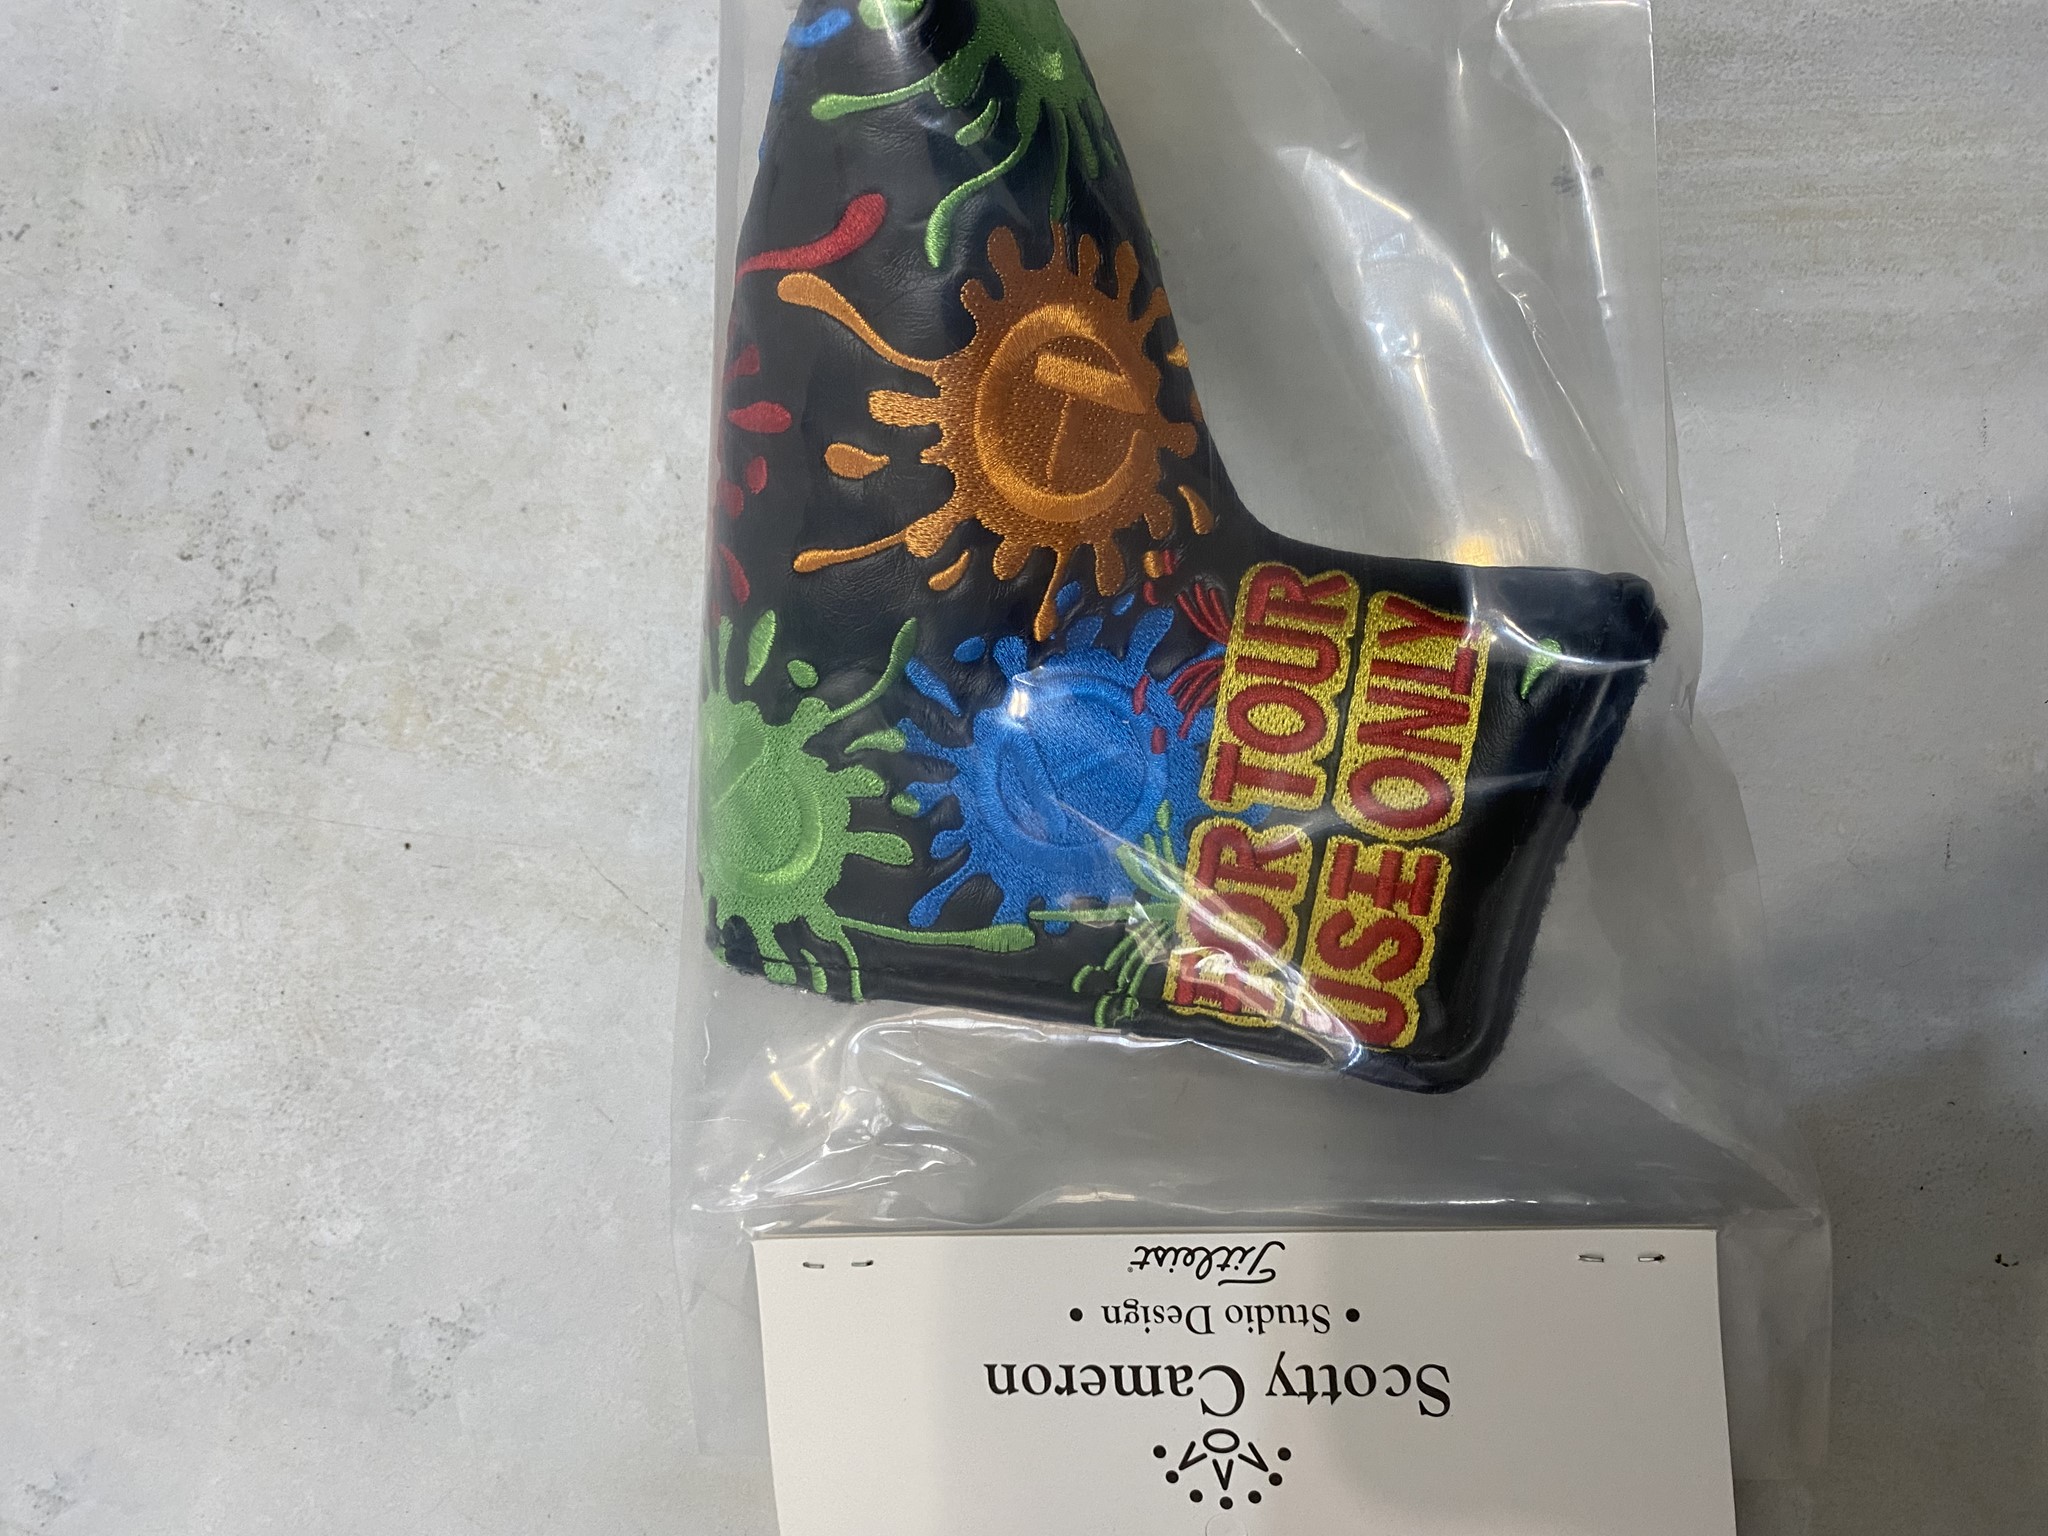 FOR TOUR
USE ONLY
Scotty Cameron
• Studio Design •
Titleist